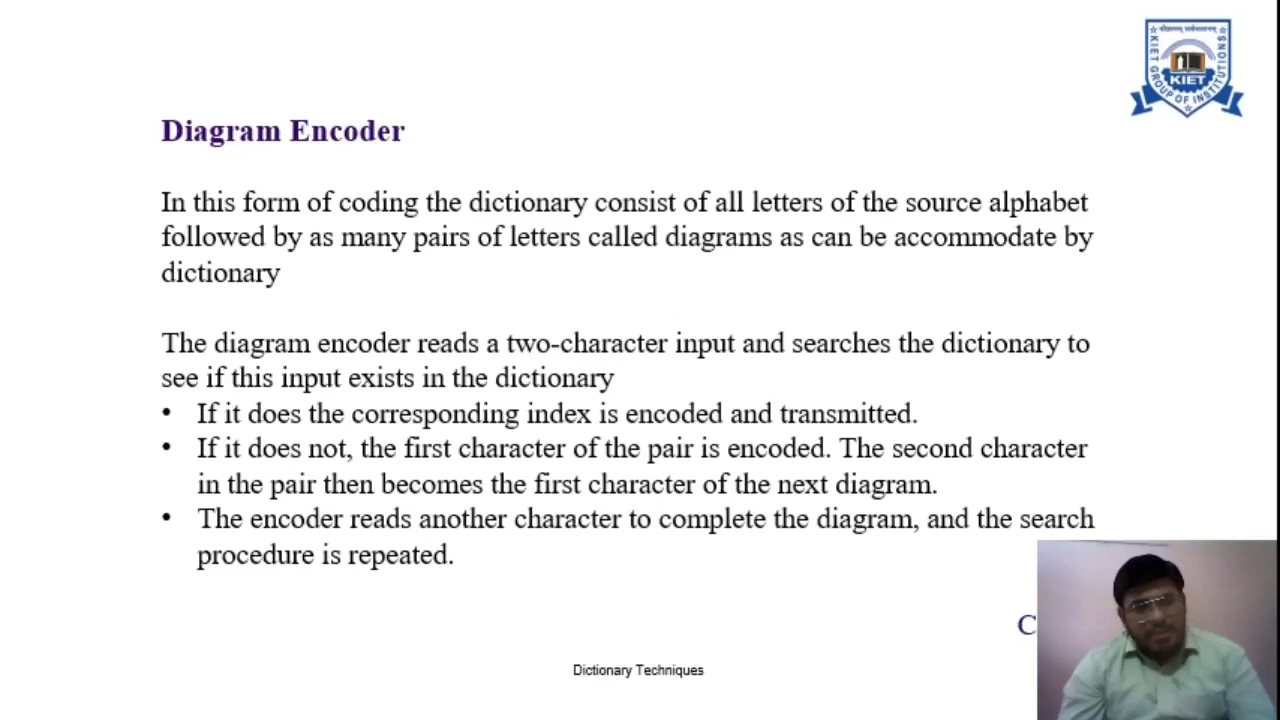 KIET GROUP OF INSTITUTIONS
KIET
Diagram Encoder
In this form of coding the dictionary consist of all letters of the source alphabet
followed by as many pairs of letters called diagrams as can be accommodate by
dictionary
The diagram encoder reads a two-character input and searches the dictionary to
see if this input exists in the dictionary
• If it does the corresponding index is encoded and transmitted.
• If it does not, the first character of the pair is encoded. The second character
in the pair then becomes the first character of the next diagram.
• The encoder reads another character to complete the diagram, and the search
procedure is repeated.
C
Dictionary Techniques